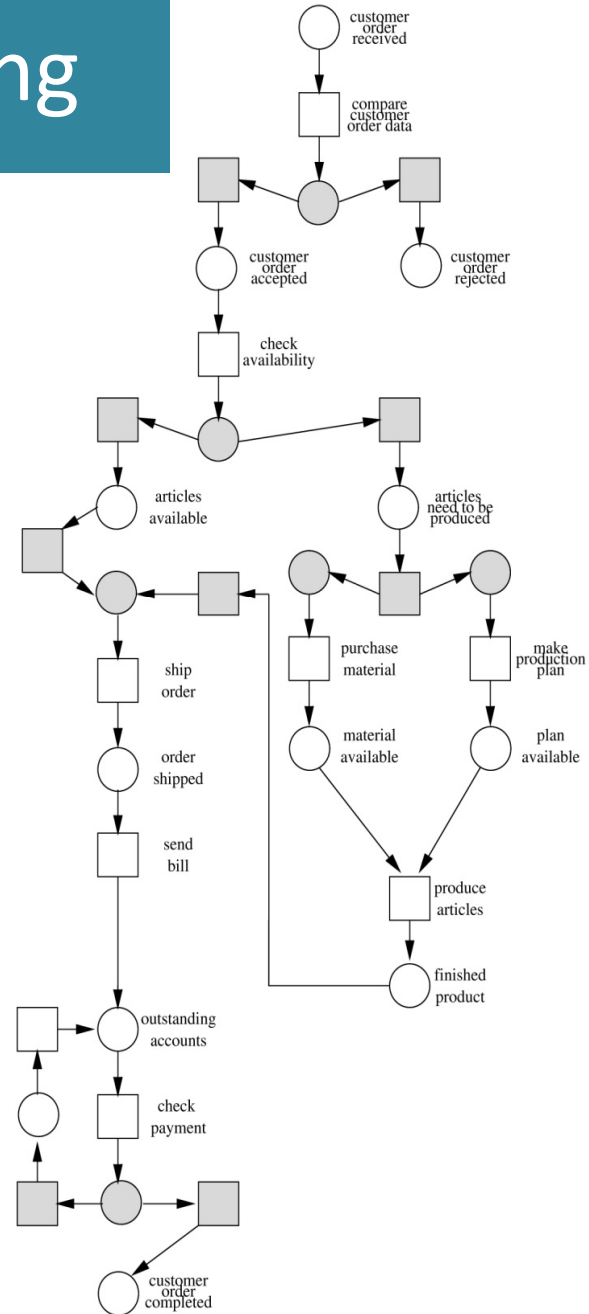 ng
customer
order
received
compare
customer
order data
customer
order
accepted
customer
order
rejected
check
availability
articles
available
articles
need to be
produced
purchase
material
make
production
plan
ship
order
material
available
plan
available
order
shipped
send
bill
produce
articles
finished
product
outstanding
accounts
check
payment
customer
order
completed